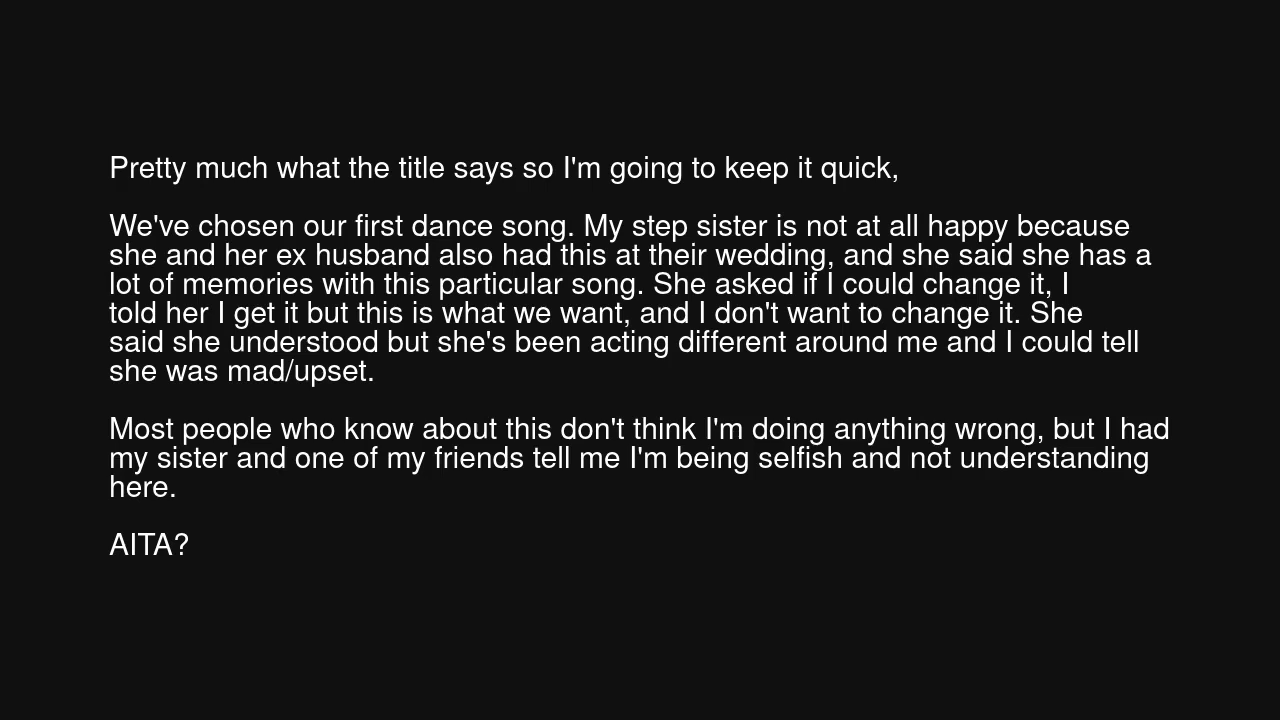 Pretty much what the title says so I'm going to keep it quick,
We've chosen our first dance song. My step sister is not at all happy because
she and her ex husband also had this at their wedding, and she said she has a
lot of memories with this particular song. She asked if I could change it, I
told her I get it but this is what we want, and I don't want to change it. She
said she understood but she's been acting different around me and I could tell
she was mad/upset.
Most people who know about this don't think I'm doing anything wrong, but I had
my sister and one of my friends tell me I'm being selfish and not understanding
here.
AITA?